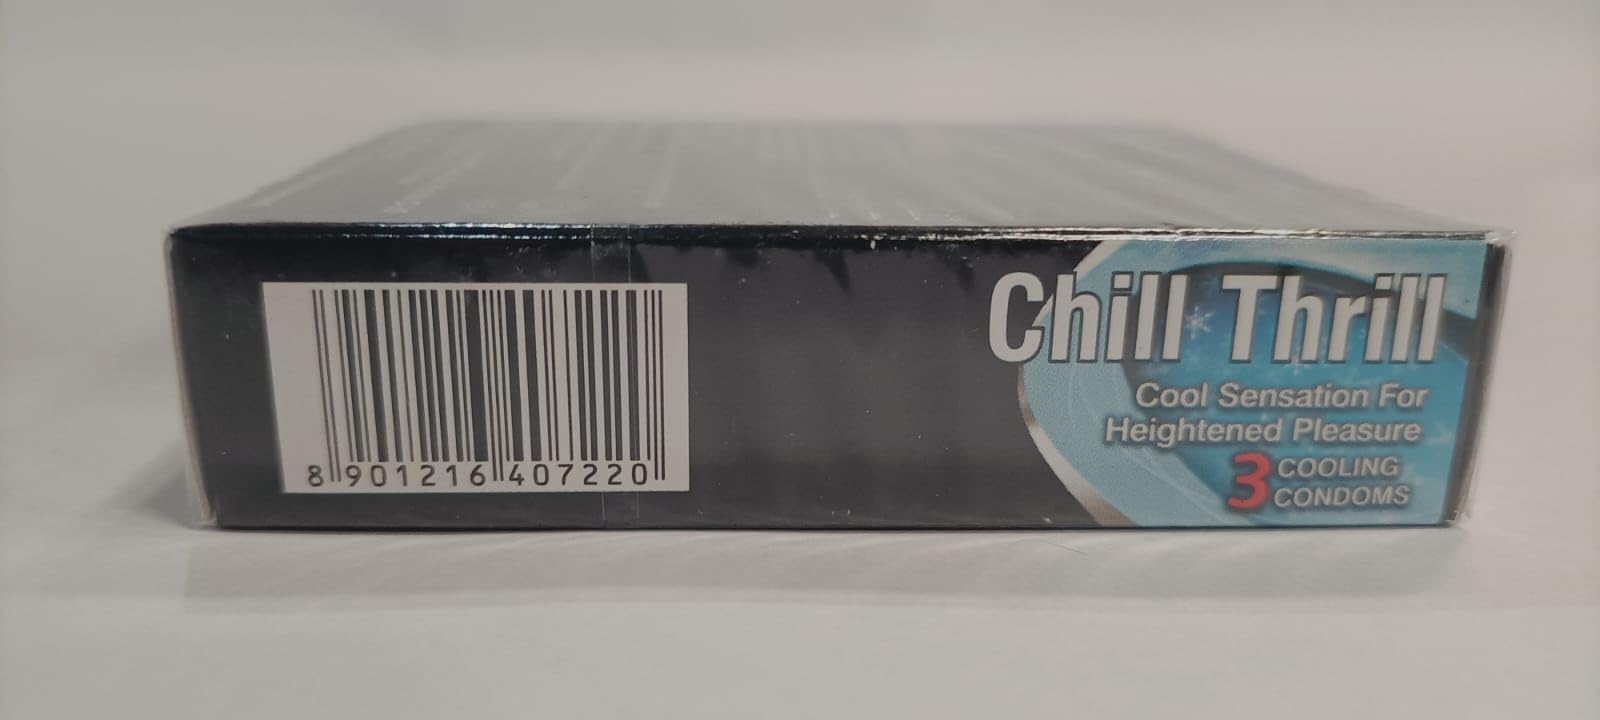 8 901216 407220
Chill Thrill
Cool Sensation For
Heightened Pleasure
3 COOLING
CONDOMS